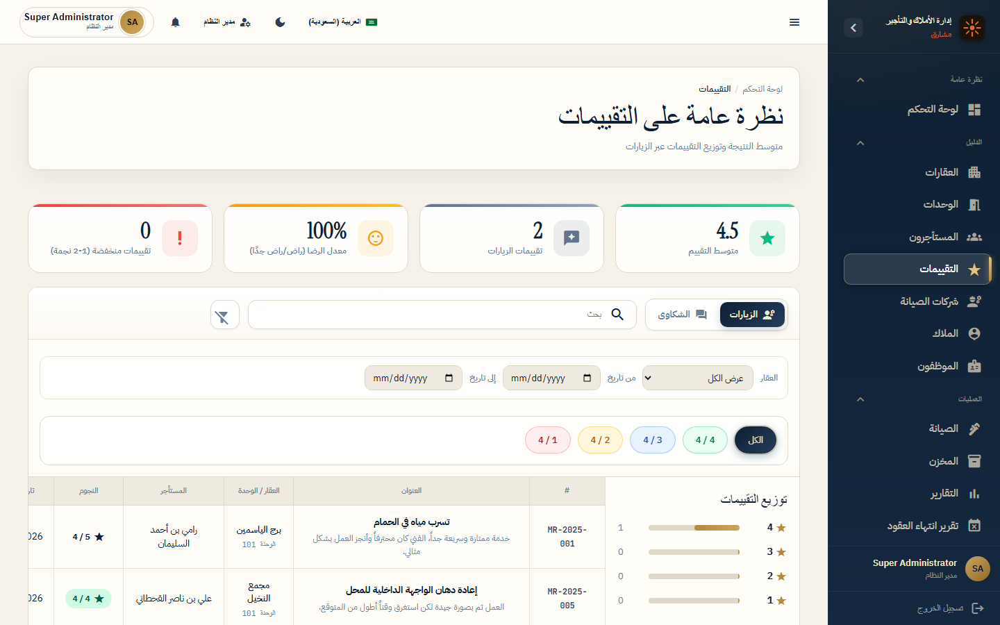 إدارة الأملاك والتأجير
مشارق
نظرة عامة
لوحة التحكم
الدليل
العقارات
الوحدات
المستأجرون
التقييمات
شركات الصيانة
الملاك
الموظفون
العمليات
الصيانة
المخزن
التقارير
تقرير انتهاء العقود
SA
Super Administrator
مدير النظام
تسجيل الخروج
العربية (السعودية)
مدير النظام
SA
Super Administrator
مدير النظام
لوحة التحكم / التقييمات
نظرة عامة على التقييمات
متوسط النتيجة وتوزيع التقييمات عبر الزيارات
4.5
متوسط التقييم
2
تقييمات الزيارات
100%
معدل الرضا (راضٍ/راضٍ جدًا)
0
تقييمات منخفضة (1-2 نجمة)
الزيارات
الشكاوى
بحث
العقار
عرض الكل
من تاريخ
mm/dd/yyyy
إلى تاريخ
mm/dd/yyyy
الكل
4 / 4
4 / 3
4 / 2
4 / 1
توزيع التقييمات
4 1
3 0
2 0
1 0
# العنوان العقار / الوحدة المستأجر النجوم تار
MR-2025-
001
تسرب مياه في الحمام
خدمة ممتازة وسريعة جداً، الفني كان محترفاً وأنجز العمل بشكل
مثالي.
برج الياسمين
الوحدة 101
رامي بن أحمد
السليمان
4 / 5
026
MR-2025-
005
إعادة دهان الواجهة الداخلية للمحل
العمل تم بصورة جيدة لكن استغرق وقتاً أطول من المتوقع.
مجمع
النخيل
الوحدة 101
علي بن ناصر القحطاني
4 / 4
026